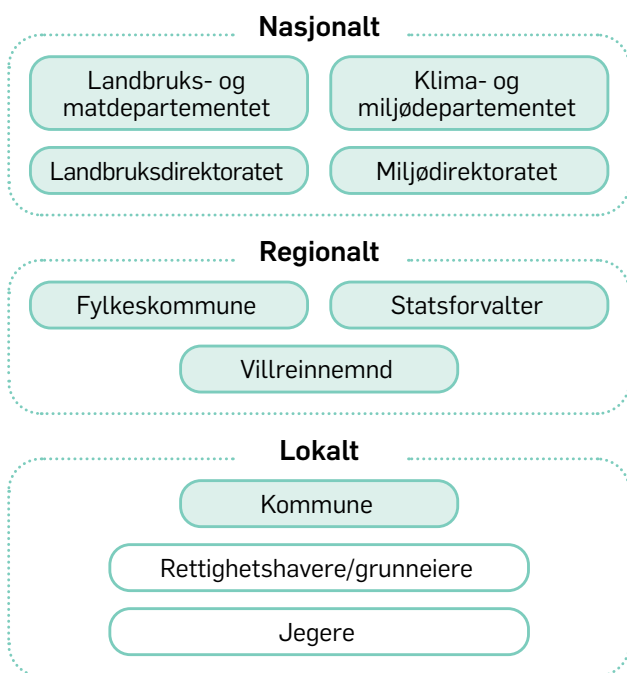 Nasjonalt
Landbruks- og
matdepartementet
Klima- og
miljødepartementet
Landbruksdirektoratet
Miljødirektoratet
Regionalt
Fylkeskommune
Statsforvalter
Villreinnemnd
Lokalt
Kommune
Rettighetshavere/grunneiere
Jegere